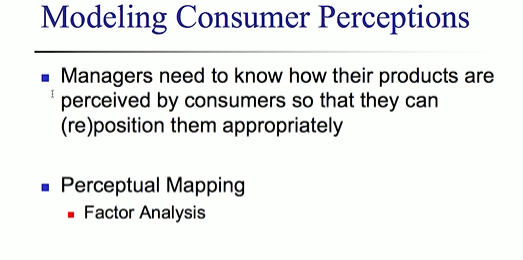 Modeling Consumer Perceptions
Managers need to know how their products are
perceived by consumers so that they can
(re)position them appropriately
Perceptual Mapping
Factor Analysis